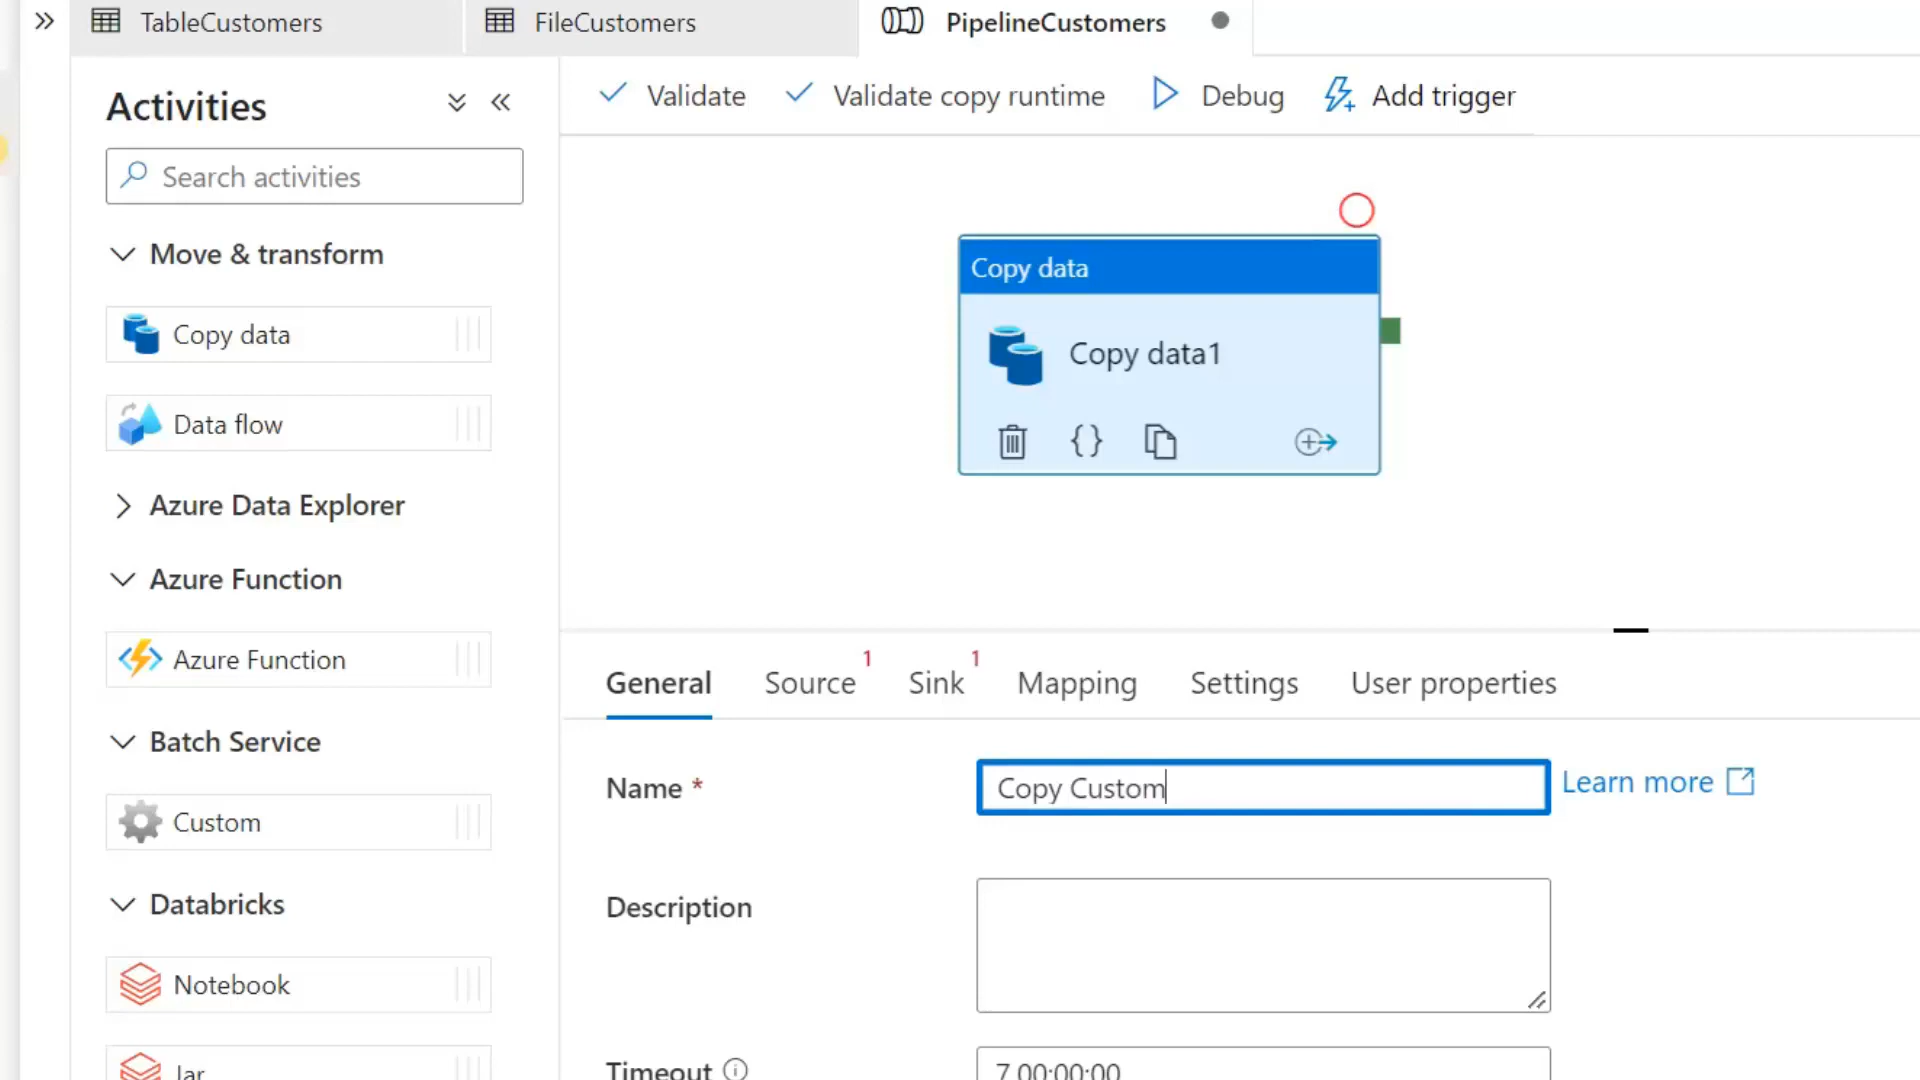 TableCustomers
FileCustomers
PipelineCustomers
Activities
Validate
Validate copy runtime
Debug
Add trigger
Search activities
Move & transform
Copy data
Data flow
Azure Data Explorer
Azure Function
Azure Function
Batch Service
Custom
Databricks
Notebook
Jar
Copy data
Copy data1
General
Source 1
Sink 1
Mapping
Settings
User properties
Name *
Copy Custom
Learn more
Description
Timeout
7.00:00:00